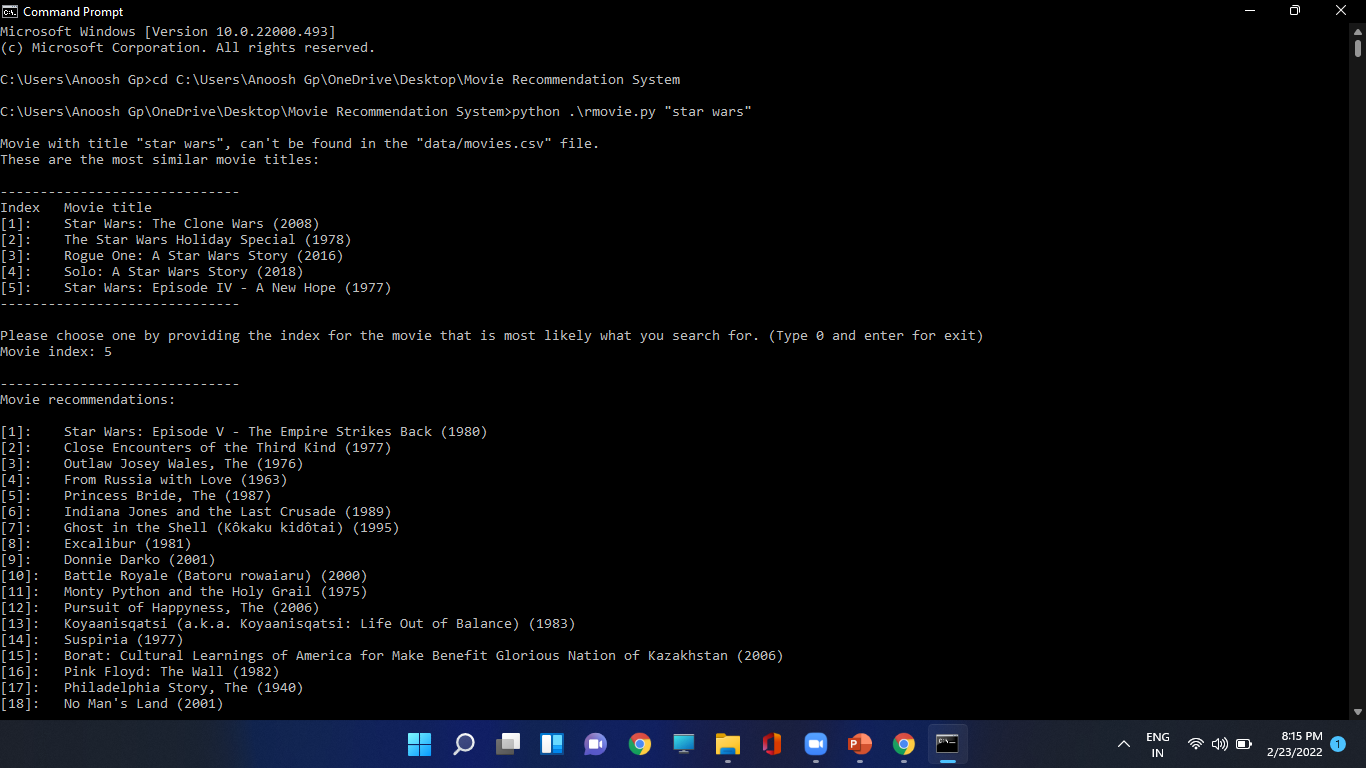 Command Prompt
Microsoft Windows [Version 10.0.22000.493]
(c) Microsoft Corporation. All rights reserved.
C:\Users\Anoosh Gp>cd C:\Users\Anoosh Gp\OneDrive\Desktop\Movie Recommendation System
C:\Users\Anoosh Gp\OneDrive\Desktop\Movie Recommendation System>python .\rmovie.py "star wars"
Movie with title "star wars", can't be found in the "data/movies.csv" file.
These are the most similar movie titles:
------------------------------
Index   Movie title
[1]:    Star Wars: The Clone Wars (2008)
[2]:    The Star Wars Holiday Special (1978)
[3]:    Rogue One: A Star Wars Story (2016)
[4]:    Solo: A Star Wars Story (2018)
[5]:    Star Wars: Episode IV - A New Hope (1977)
------------------------------
Please choose one by providing the index for the movie that is most likely what you search for. (Type 0 and enter for exit)
Movie index: 5
------------------------------
Movie recommendations:
[1]:    Star Wars: Episode V - The Empire Strikes Back (1980)
[2]:    Close Encounters of the Third Kind (1977)
[3]:    Outlaw Josey Wales, The (1976)
[4]:    From Russia with Love (1963)
[5]:    Princess Bride, The (1987)
[6]:    Indiana Jones and the Last Crusade (1989)
[7]:    Ghost in the Shell (Kôkaku kidôtai) (1995)
[8]:    Excalibur (1981)
[9]:    Donnie Darko (2001)
[10]:   Battle Royale (Batoru rowaiaru) (2000)
[11]:   Monty Python and the Holy Grail (1975)
[12]:   Pursuit of Happyness, The (2006)
[13]:   Koyaanisqatsi (a.k.a. Koyaanisqatsi: Life Out of Balance) (1983)
[14]:   Suspiria (1977)
[15]:   Borat: Cultural Learnings of America for Make Benefit Glorious Nation of Kazakhstan (2006)
[16]:   Pink Floyd: The Wall (1982)
[17]:   Philadelphia Story, The (1940)
[18]:   No Man's Land (2001)
ENG
IN
8:15 PM
2/23/2022
1